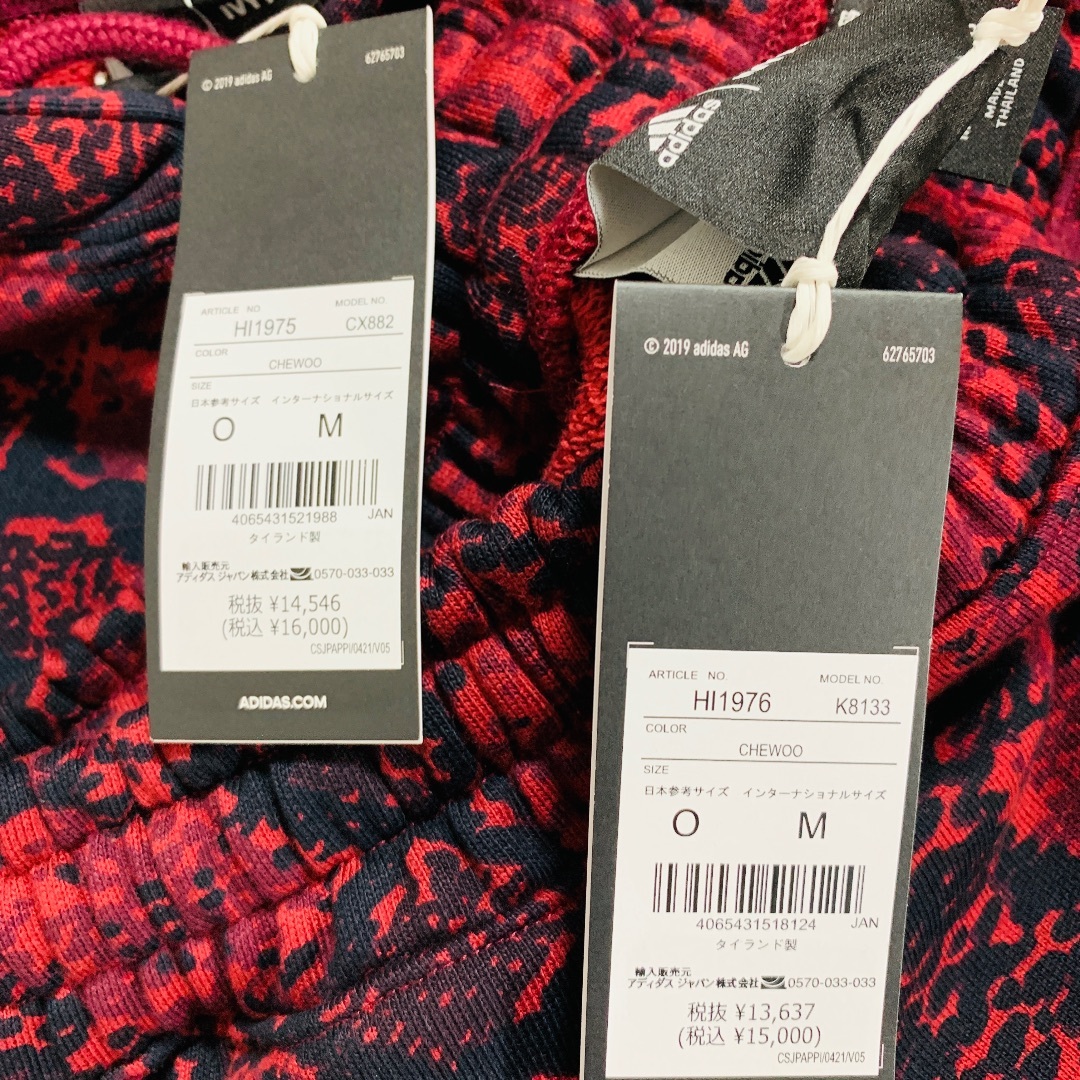 © 2019 adidas AG
62765703
ARTICLE NO.
MODEL NO.
HI1975
CX882
COLOR
CHEWOO
SIZE
日本参考サイズ インターナショナルサイズ
O M
4065431521988 JAN
タイランド製
輸入販売元
アディダス ジャパン株式会社 0570-033-033
税抜 ¥14,546
(税込 ¥16,000)
CSJPAPPI/0421/V05
ADIDAS.COM
adidas
MADE
THAILAND
© 2019 adidas AG
62765703
ARTICLE NO.
MODEL NO.
HI1976
K8133
COLOR
CHEWOO
SIZE
日本参考サイズ インターナショナルサイズ
O M
4065431518124 JAN
タイランド製
輸入販売元
アディダス ジャパン株式会社 0570-033-033
税抜 ¥13,637
(税込 ¥15,000)
CSJPAPPI/0421/V05